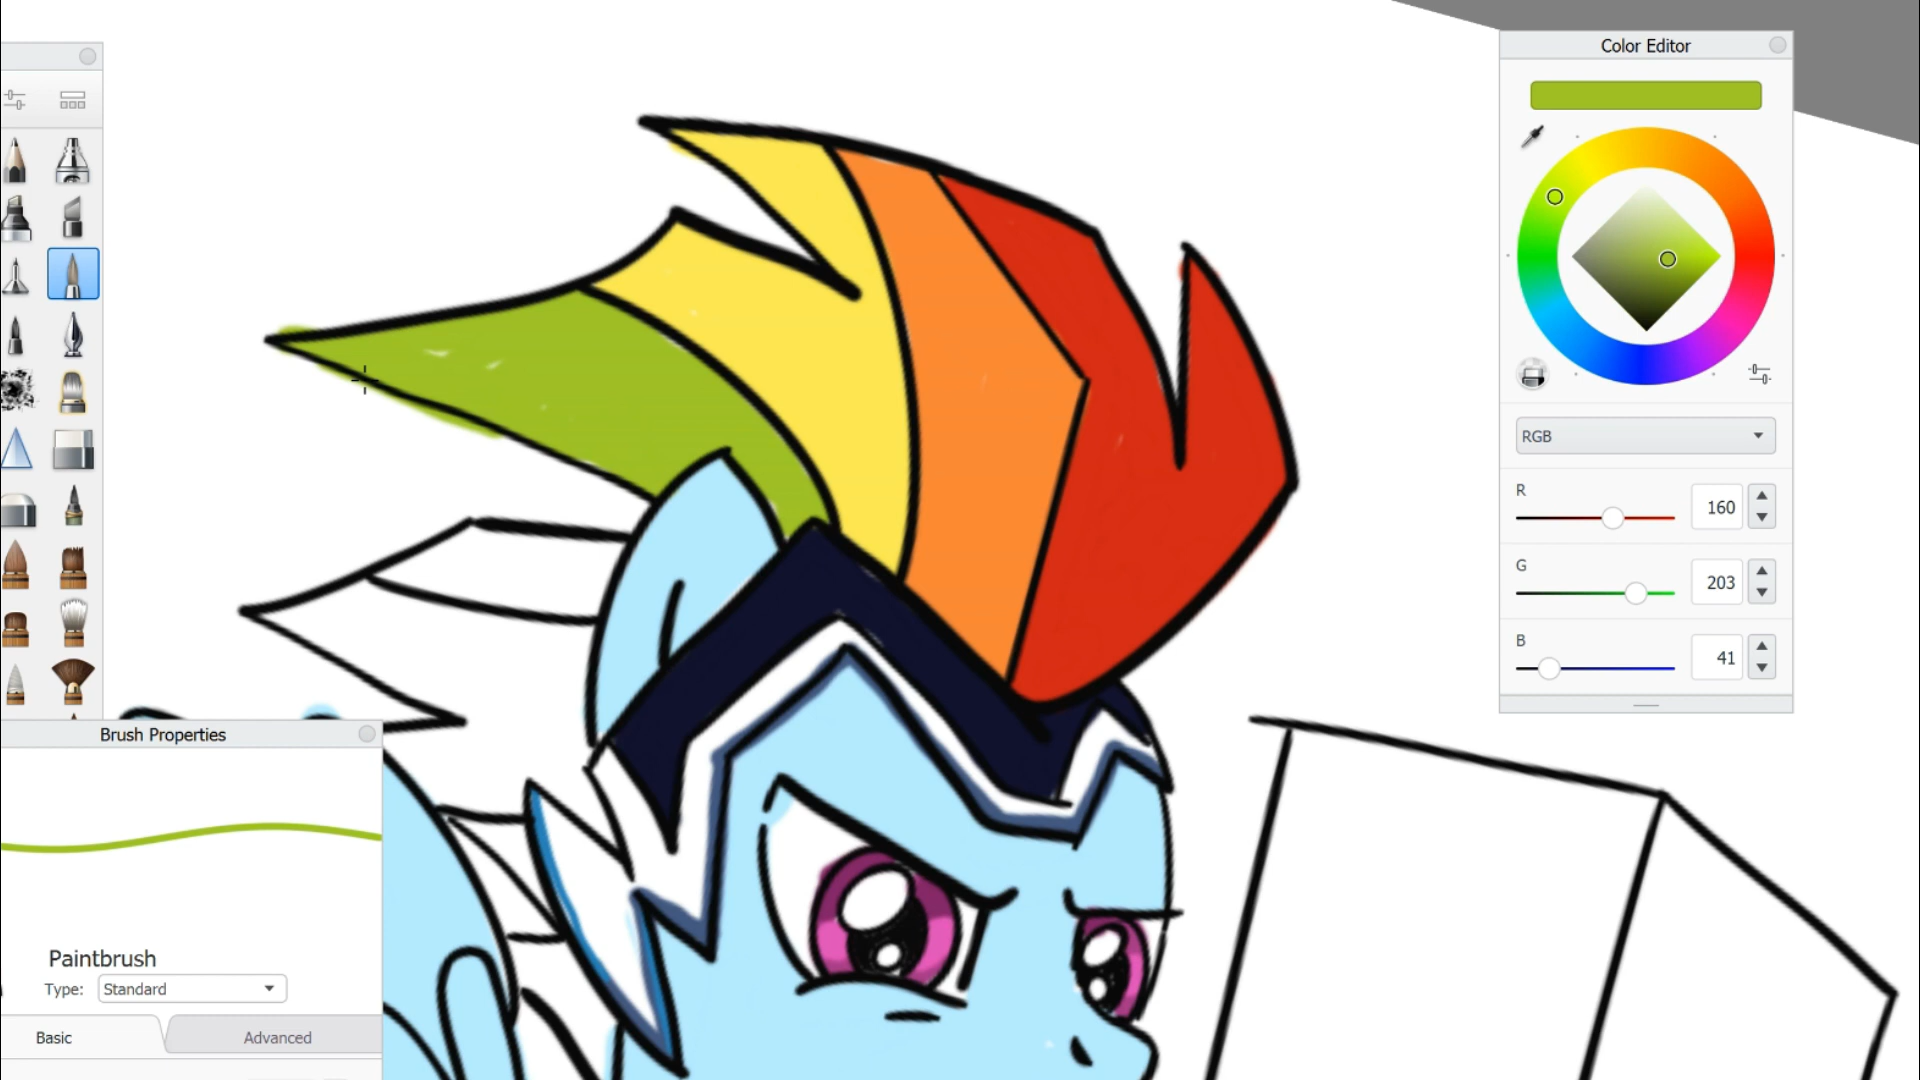 Color Editor
RGB
R
160
G
203
B
41
Brush Properties
Paintbrush
Type: Standard
Basic Advanced